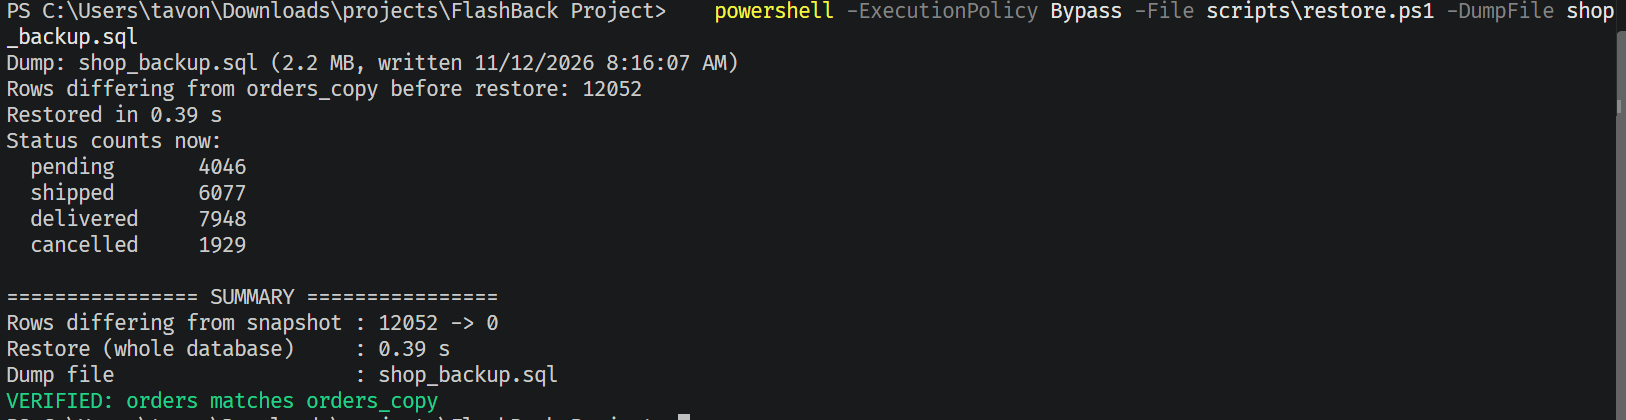 PS C:\Users\tavon\Downloads\projects\FlashBack Project>    powershell -ExecutionPolicy Bypass -File scripts\restore.ps1 -DumpFile shop
_backup.sql
Dump: shop_backup.sql (2.2 MB, written 11/12/2026 8:16:07 AM)
Rows differing from orders_copy before restore: 12052
Restored in 0.39 s
Status counts now:
  pending       4046
  shipped       6077
  delivered     7948
  cancelled     1929
================ SUMMARY ================
Rows differing from snapshot : 12052 -> 0
Restore (whole database)     : 0.39 s
Dump file                    : shop_backup.sql
VERIFIED: orders matches orders_copy